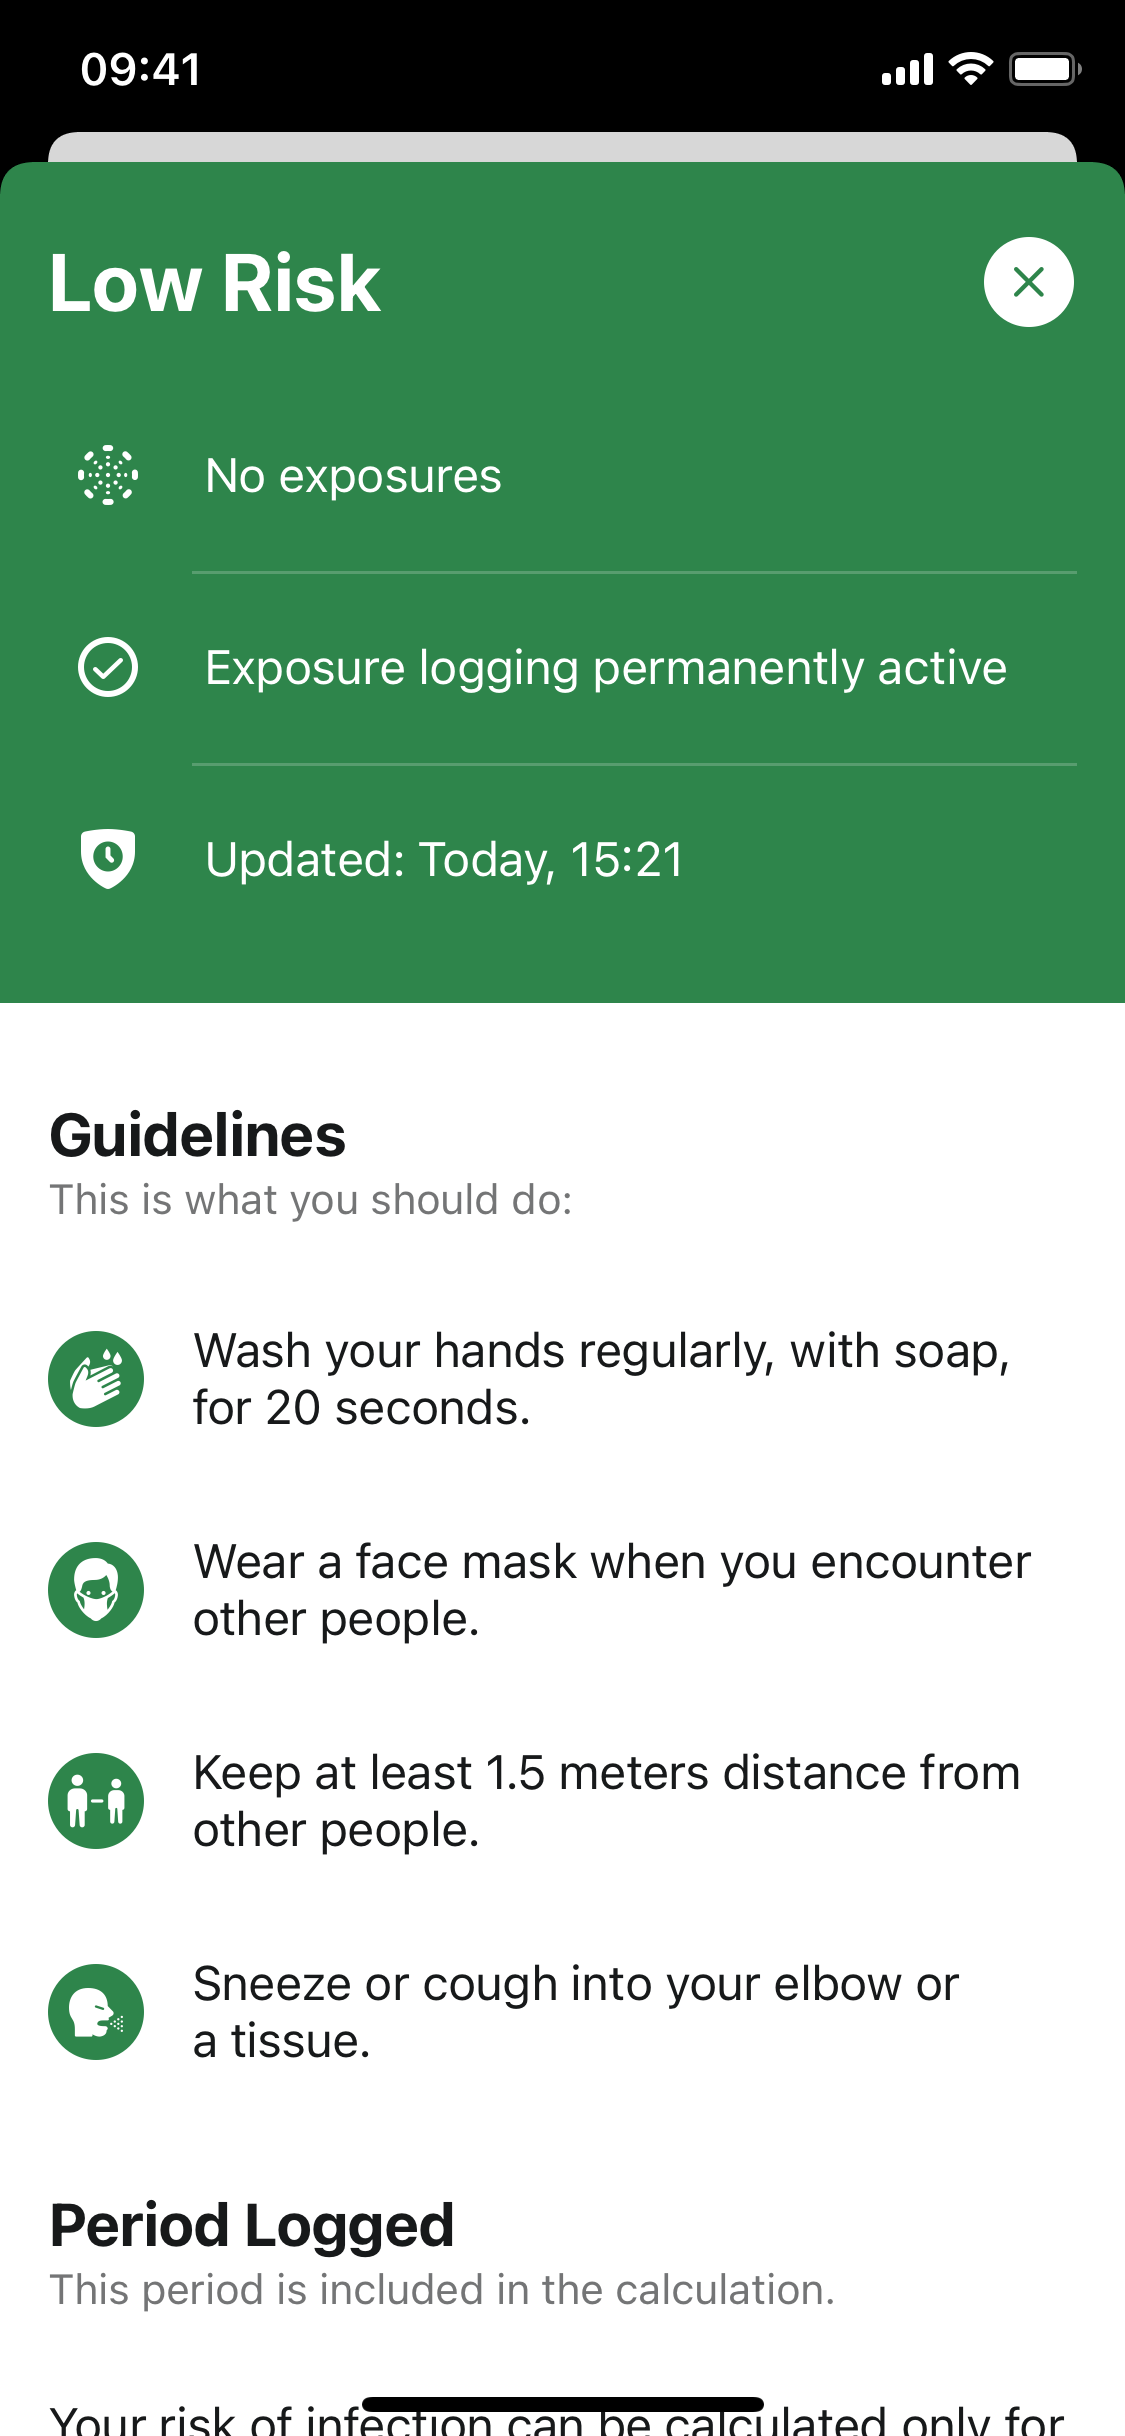 09:41
Low Risk
No exposures
Exposure logging permanently active
Updated: Today, 15:21
Guidelines
This is what you should do:
Wash your hands regularly, with soap,
for 20 seconds.
Wear a face mask when you encounter
other people.
Keep at least 1.5 meters distance from
other people.
Sneeze or cough into your elbow or
a tissue.
Period Logged
This period is included in the calculation.
Your risk of infection can be calculated only for